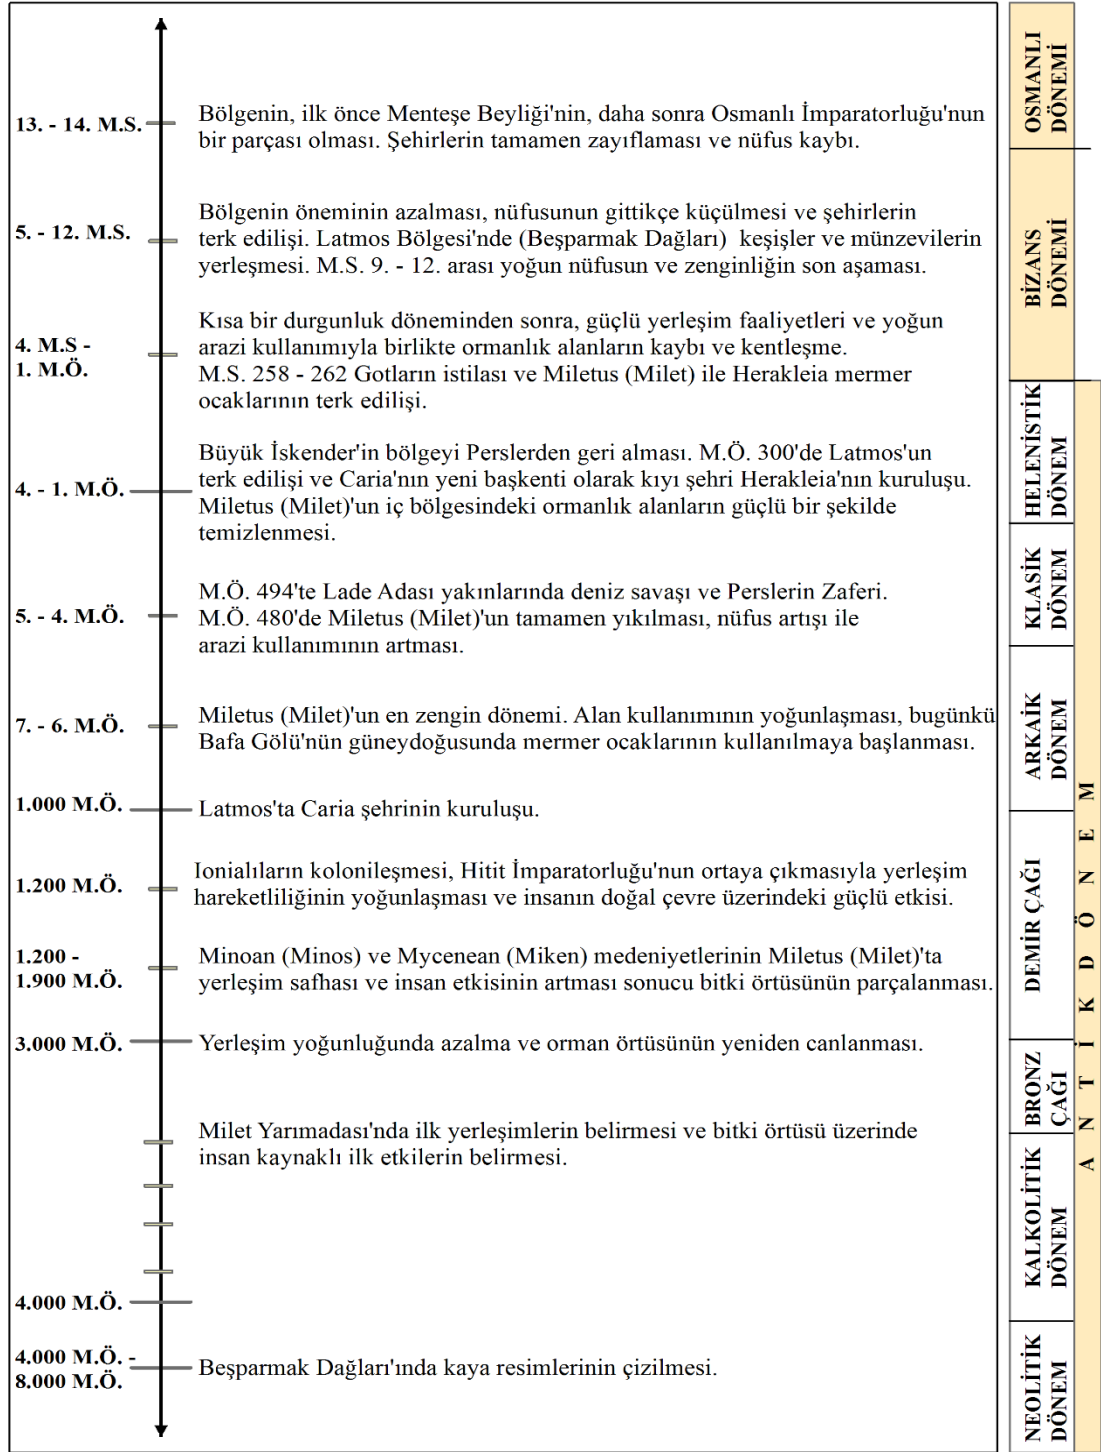 13. - 14. M.S.
Bölgenin, ilk önce Menteşe Beyliği'nin, daha sonra Osmanlı İmparatorluğu'nun
bir parçası olması. Şehirlerin tamamen zayıflaması ve nüfus kaybı.
5. - 12. M.S.
Bölgenin öneminin azalması, nüfusunun gittikçe küçülmesi ve şehirlerin
terk edilişi. Latmos Bölgesi'nde (Beşparmak Dağları) keşişler ve münzevilerin
yerleşmesi. M.S. 9. - 12. arası yoğun nüfusun ve zenginliğin son aşaması.
4. M.S -
1. M.Ö.
Kısa bir durgunluk döneminden sonra, güçlü yerleşim faaliyetleri ve yoğun
arazi kullanımıyla birlikte ormanlık alanların kaybı ve kentleşme.
M.S. 258 - 262 Gotların istilası ve Miletus (Milet) ile Herakleia mermer
ocaklarının terk edilişi.
4. - 1. M.Ö.
Büyük İskender'in bölgeyi Perslerden geri alması. M.Ö. 300'de Latmos'un
terk edilişi ve Caria'nın yeni başkenti olarak kıyı şehri Herakleia'nın kuruluşu.
Miletus (Milet)'un iç bölgesindeki ormanlık alanların güçlü bir şekilde
temizlenmesi.
5. - 4. M.Ö.
M.Ö. 494'te Lade Adası yakınlarında deniz savaşı ve Perslerin Zaferi.
M.Ö. 480'de Miletus (Milet)'un tamamen yıkılması, nüfus artışı ile
arazi kullanımının artması.
7. - 6. M.Ö.
Miletus (Milet)'un en zengin dönemi. Alan kullanımının yoğunlaşması, bugünkü
Bafa Gölü'nün güneydoğusunda mermer ocaklarının kullanılmaya başlanması.
1.000 M.Ö.
Latmos'ta Caria şehrinin kuruluşu.
1.200 M.Ö.
Ionialıların kolonileşmesi, Hitit İmparatorluğu'nun ortaya çıkmasıyla yerleşim
hareketliliğinin yoğunlaşması ve insanın doğal çevre üzerindeki güçlü etkisi.
1.200 -
1.900 M.Ö.
Minoan (Minos) ve Mycenean (Miken) medeniyetlerinin Miletus (Milet)'ta
yerleşim safhası ve insan etkisinin artması sonucu bitki örtüsünün parçalanması.
3.000 M.Ö.
Yerleşim yoğunluğunda azalma ve orman örtüsünün yeniden canlanması.
Milet Yarımadası'nda ilk yerleşimlerin belirmesi ve bitki örtüsü üzerinde
insan kaynaklı ilk etkilerin belirmesi.
4.000 M.Ö.
4.000 M.Ö. -
8.000 M.Ö.
Beşparmak Dağları'ında kaya resimlerinin çizilmesi.
OSMANLI
DÖNEMİ
BİZANS
DÖNEMİ
HELENİSTİK
DÖNEM
KLASİK
DÖNEM
ARKAİK
DÖNEM
DEMİR ÇAĞI
BRONZ
ÇAĞI
KALKOLİTİK
DÖNEM
NEOLİTİK
DÖNEM
ANTİK DÖNEM